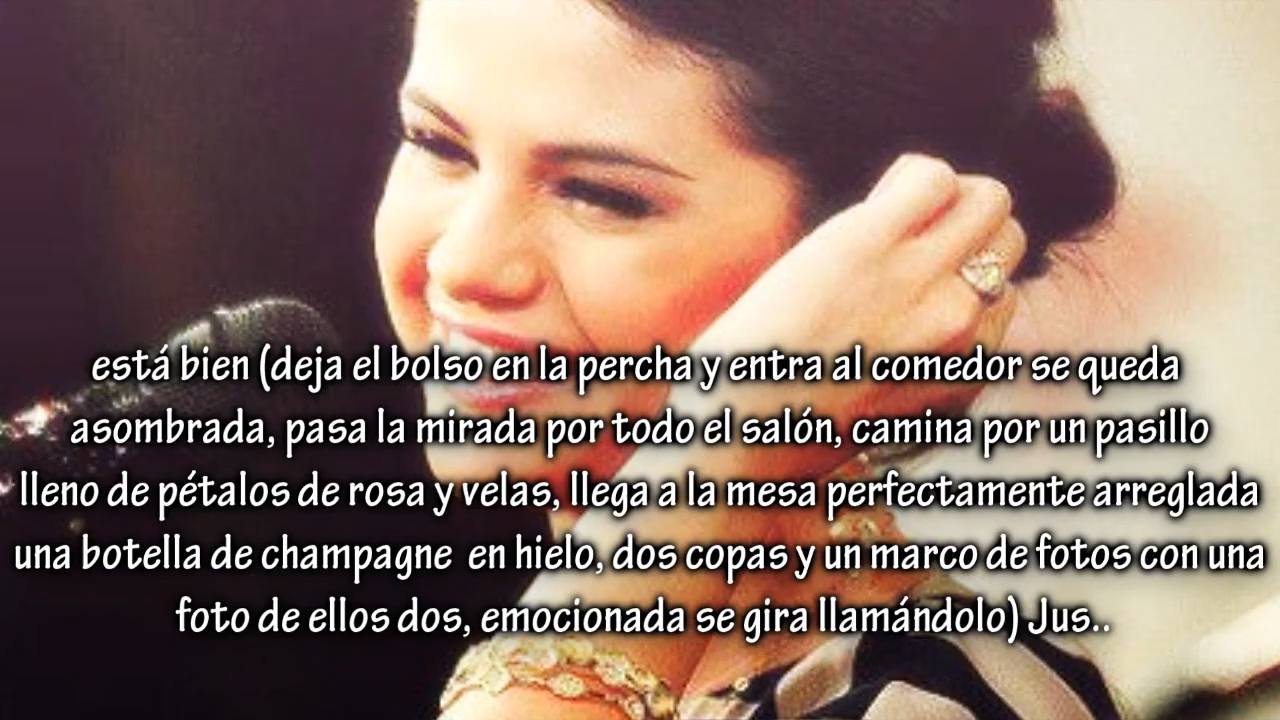 está bien (deja el bolso en la percha y entra al comedor se queda
asombrada, pasa la mirada por todo el salón, camina por un pasillo
lleno de pétalos de rosa y velas, llega a la mesa perfectamente arreglada
una botella de champagne  en hielo, dos copas y un marco de fotos con una
foto de ellos dos, emocionada se gira llamándolo) Jus..